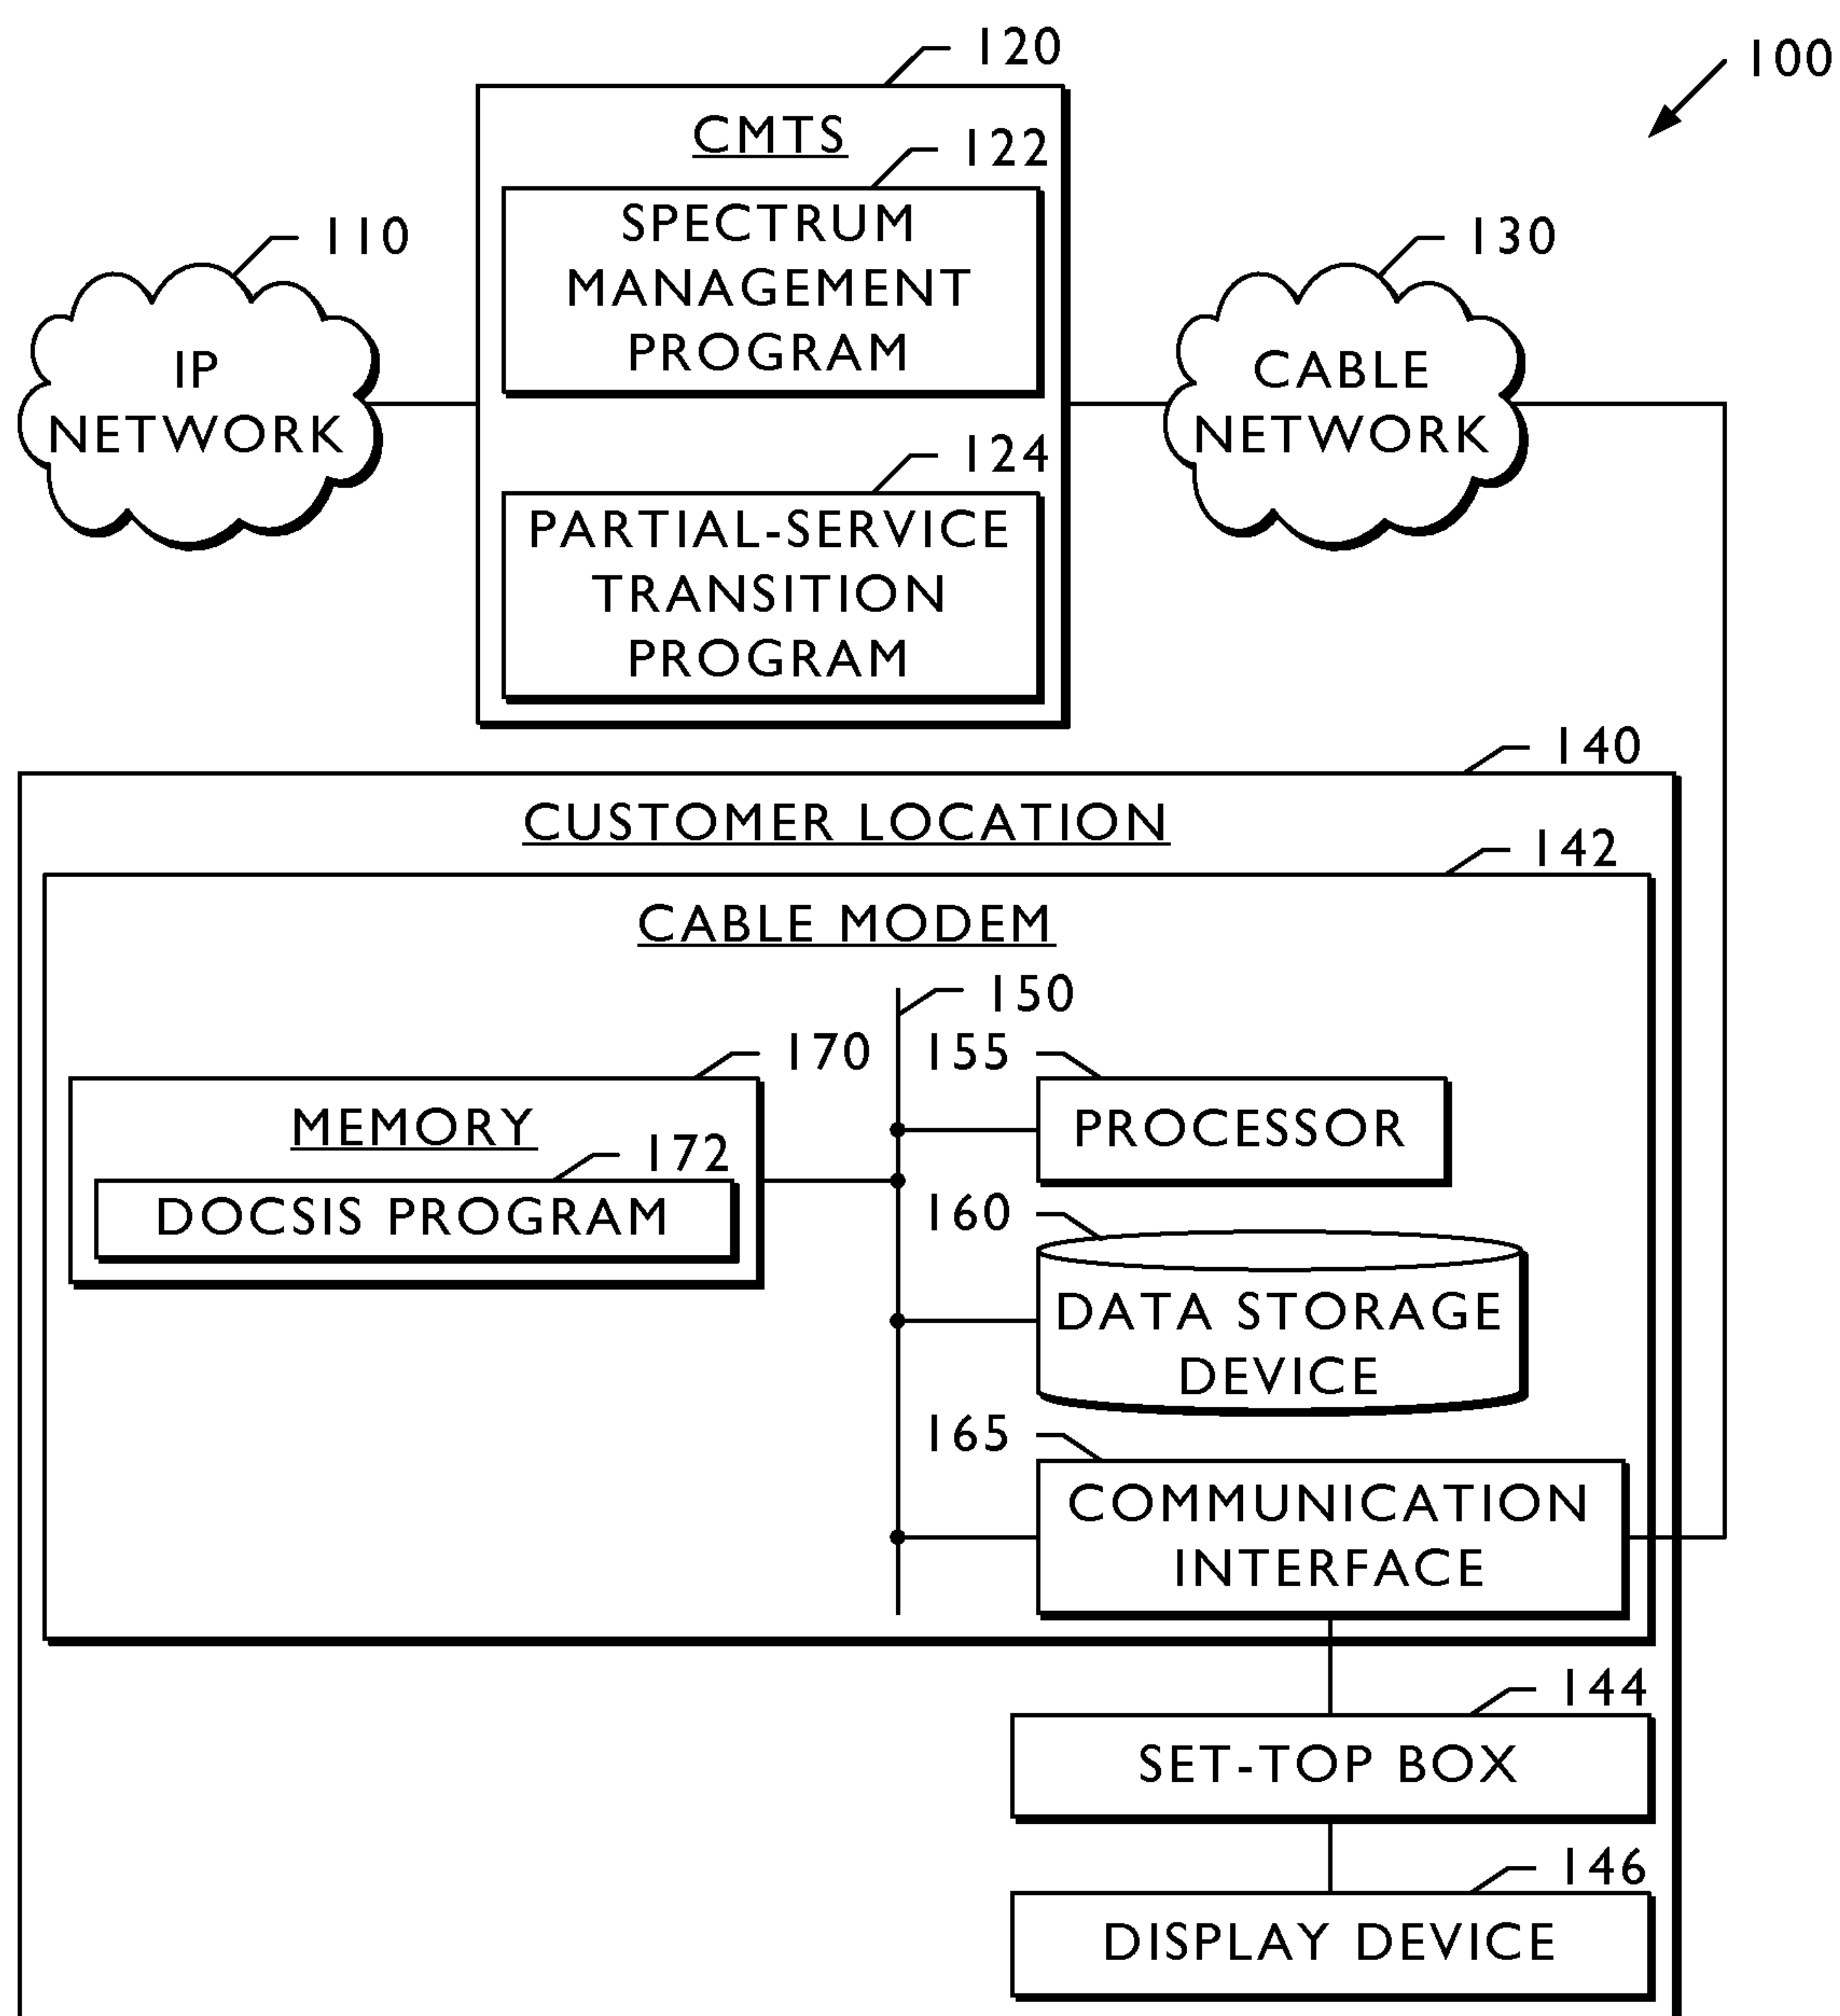 120
100
CMTS
122
SPECTRUM
MANAGEMENT
PROGRAM
110
IP
NETWORK
130
CABLE
NETWORK
124
PARTIAL-SERVICE
TRANSITION
PROGRAM
140
CUSTOMER LOCATION
142
CABLE MODEM
150
170
155
MEMORY
PROCESSOR
172
DOCSIS PROGRAM
160
DATA STORAGE
DEVICE
165
COMMUNICATION
INTERFACE
144
SET-TOP BOX
146
DISPLAY DEVICE